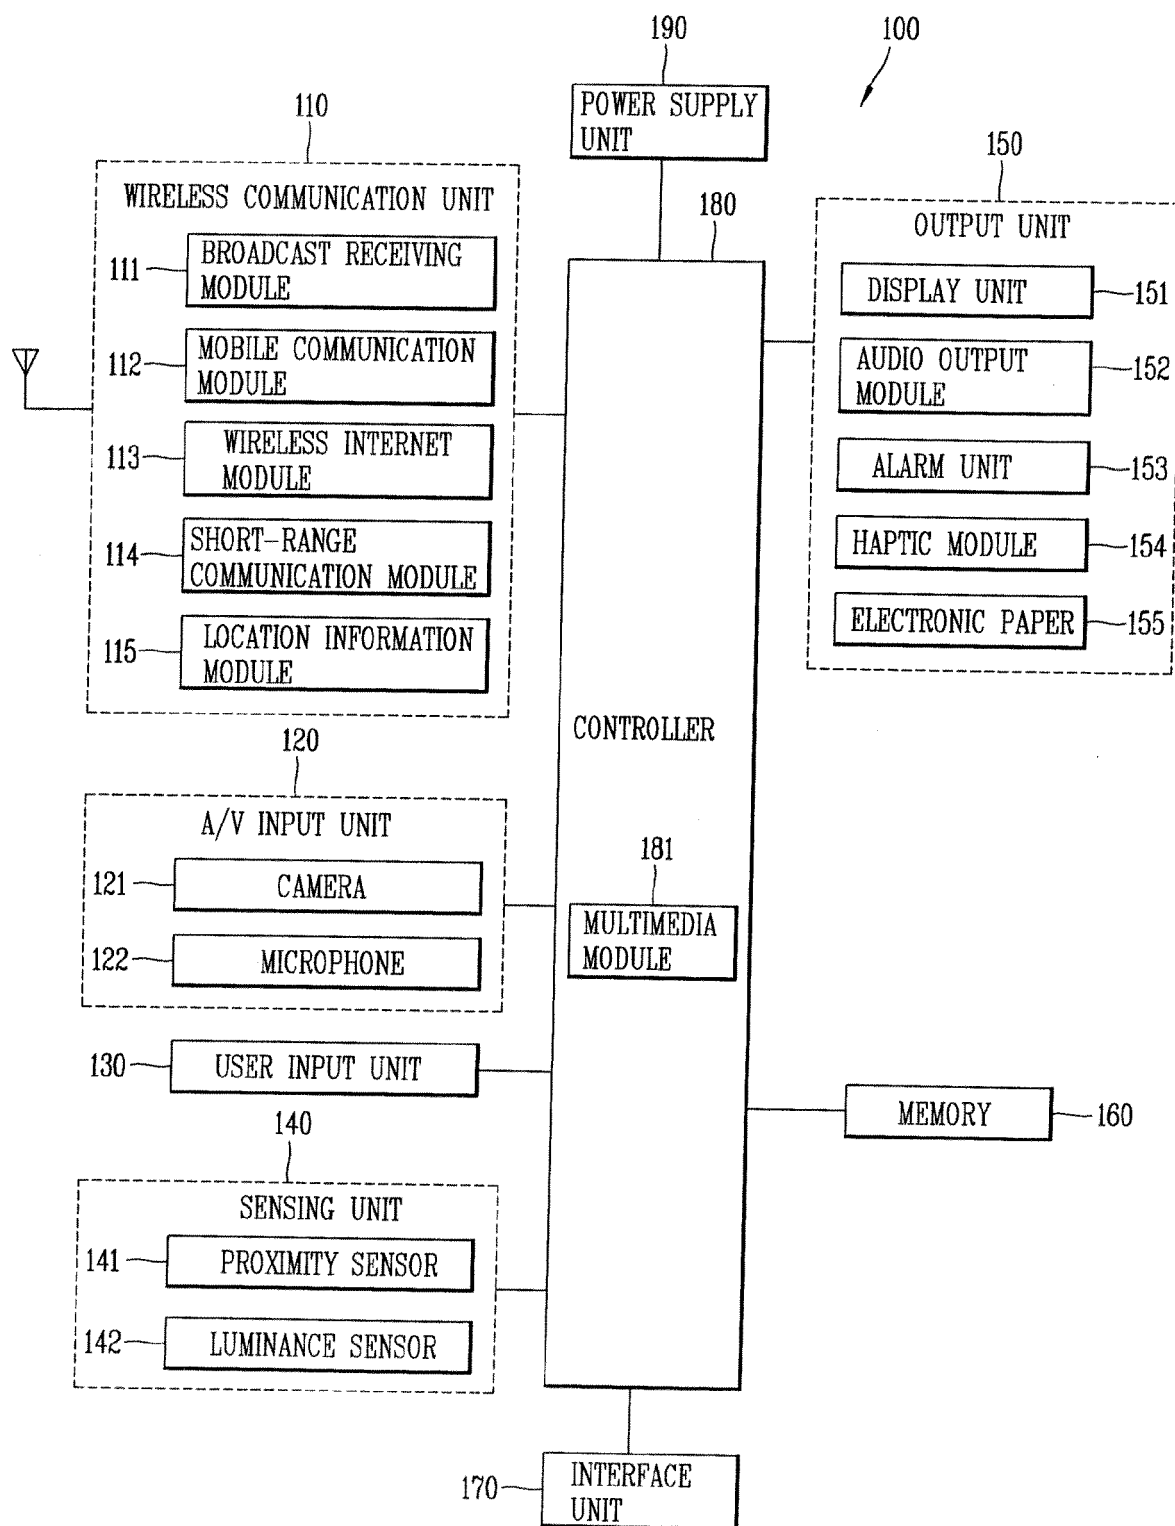 190
100
POWER SUPPLY
UNIT
110
WIRELESS COMMUNICATION UNIT
111
BROADCAST RECEIVING
MODULE
112
MOBILE COMMUNICATION
MODULE
113
WIRELESS INTERNET
MODULE
114
SHORT-RANGE
COMMUNICATION MODULE
115
LOCATION INFORMATION
MODULE
120
A/V INPUT UNIT
121
CAMERA
122
MICROPHONE
130
USER INPUT UNIT
140
SENSING UNIT
141
PROXIMITY SENSOR
142
LUMINANCE SENSOR
180
CONTROLLER
181
MULTIMEDIA
MODULE
150
OUTPUT UNIT
DISPLAY UNIT
151
AUDIO OUTPUT
MODULE
152
ALARM UNIT
153
HAPTIC MODULE
154
ELECTRONIC PAPER
155
MEMORY
160
170
INTERFACE
UNIT